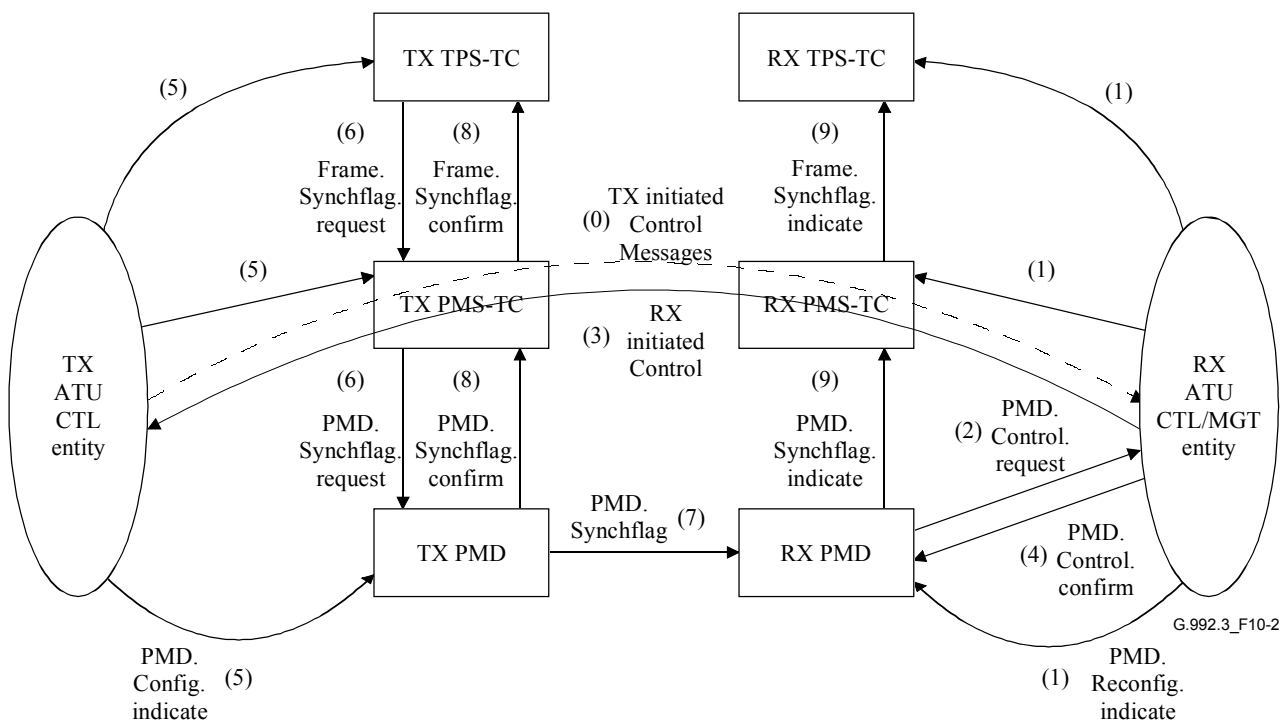 TX TPS-TC
RX TPS-TC
(5)
(1)
(6)
(8)
(9)
Frame.
Synchflag.
request
Frame.
Synchflag.
confirm
Frame.
Synchflag.
indicate
(0)
TX initiated
Control
Messages
(5)
(1)
TX PMS-TC
RX PMS-TC
(3)
RX
initiated
Control
TX
ATU
CTL
entity
RX
ATU
CTL/MGT
entity
(6)
(8)
(9)
PMD.
Synchflag.
request
PMD.
Synchflag.
confirm
PMD.
Synchflag.
indicate
(2)
PMD.
Control.
request
PMD.
Synchflag
(7)
TX PMD
RX PMD
(4)
PMD.
Control.
confirm
G.992.3_F10-2
PMD.
Config.
indicate
(5)
(1)
PMD.
Reconfig.
indicate